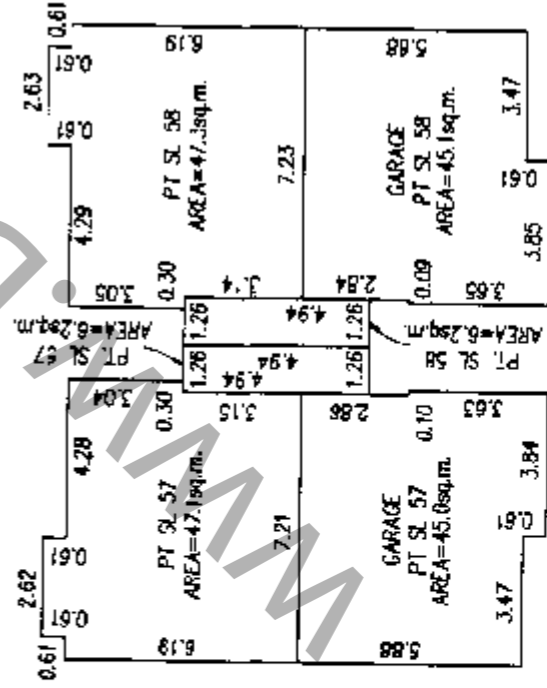 0.61
2.63
0.61
0.61
4.29
3.05
0.30
6.19
PT SL 58
AREA=47.3sq.m.
7.23
3.14
5.88
GARAGE
PT SL 58
AREA=45.1sq.m.
3.47
0.61
3.85
2.84
0.09
3.65
1.26
1.26
4.94
4.94
4.94
1.26
1.26
PT. SL 57
AREA=6.2sq.m.
PT. SL 58
AREA=6.2sq.m.
0.61
2.62
0.61
0.61
4.28
3.04
0.30
6.19
PT SL 57
AREA=47.1sq.m.
7.21
3.15
5.88
GARAGE
PT SL 57
AREA=45.0sq.m.
3.47
0.61
3.84
2.86
0.10
3.63
WWW.